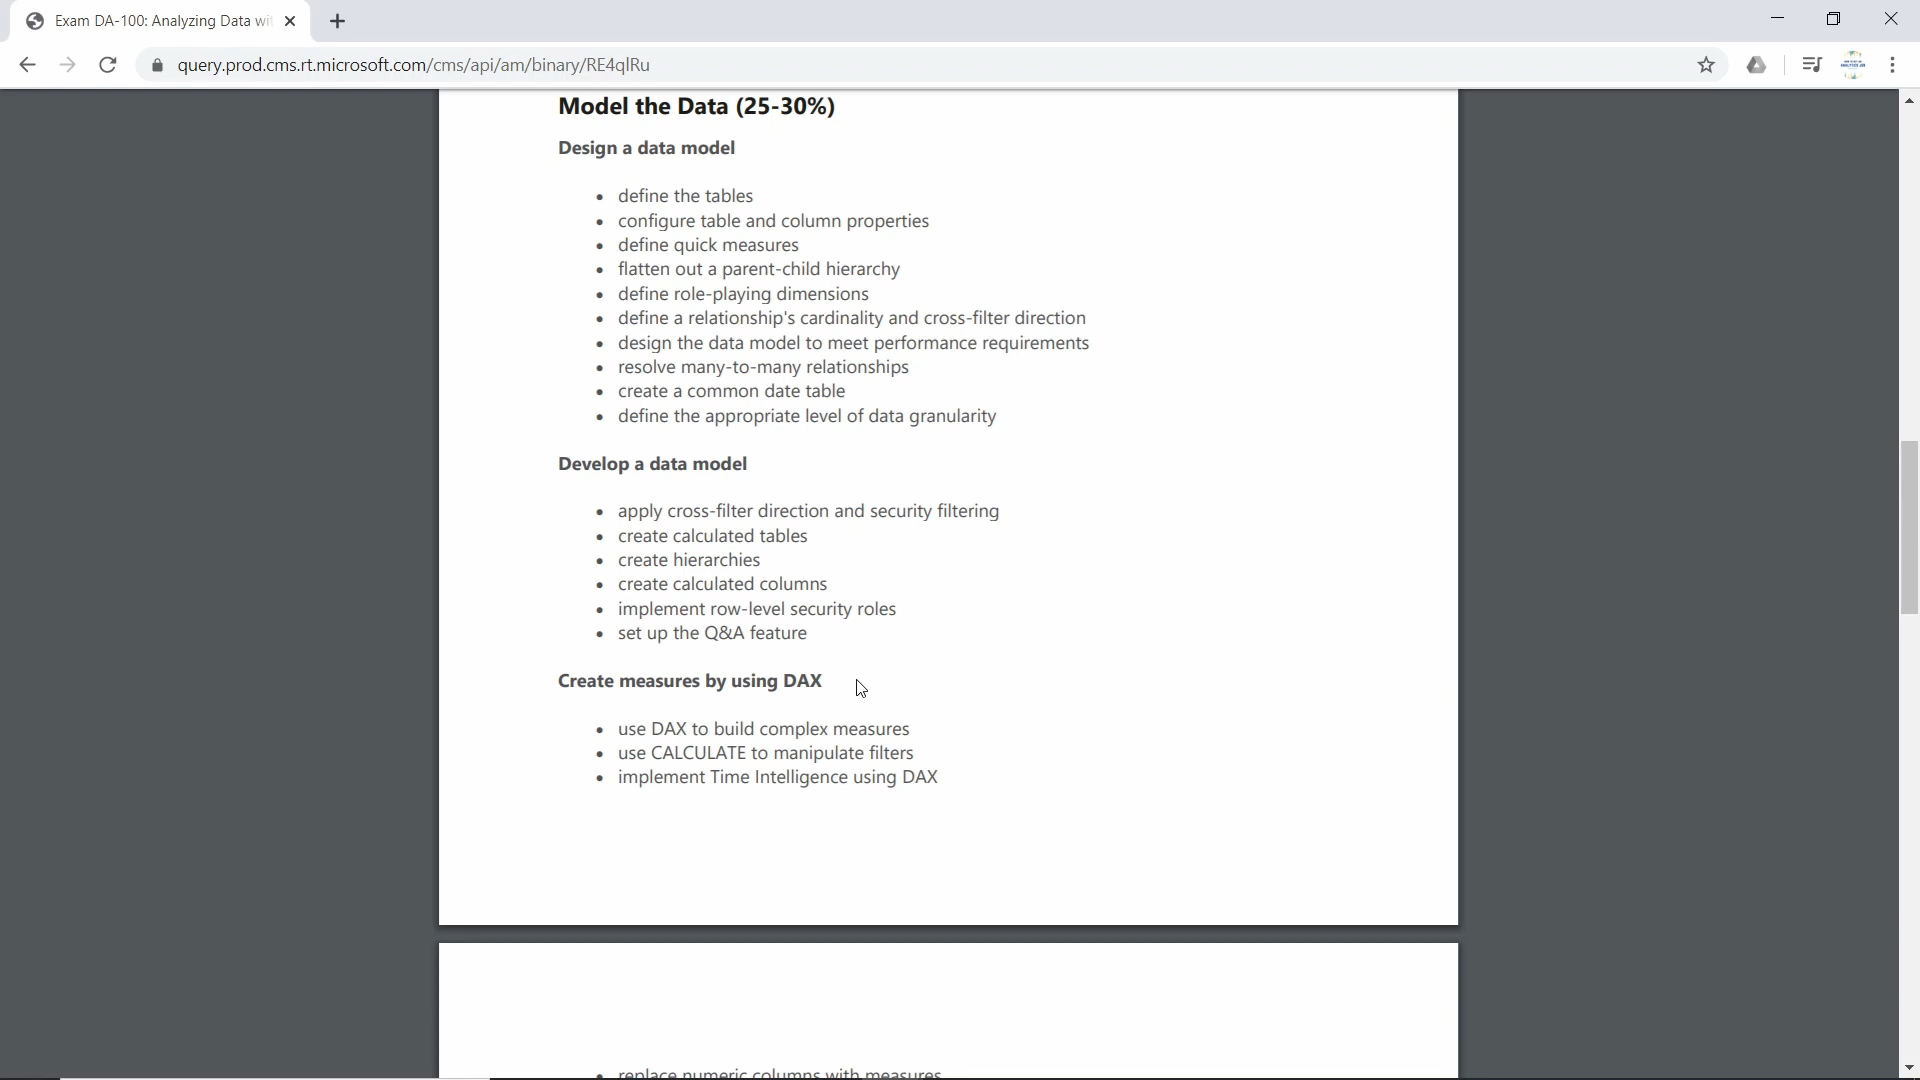 Exam DA-100: Analyzing Data wit
query.prod.cms.rt.microsoft.com/cms/api/am/binary/RE4qlRu
Model the Data (25-30%)
Design a data model
• define the tables
• configure table and column properties
• define quick measures
• flatten out a parent-child hierarchy
• define role-playing dimensions
• define a relationship's cardinality and cross-filter direction
• design the data model to meet performance requirements
• resolve many-to-many relationships
• create a common date table
• define the appropriate level of data granularity
Develop a data model
• apply cross-filter direction and security filtering
• create calculated tables
• create hierarchies
• create calculated columns
• implement row-level security roles
• set up the Q&A feature
Create measures by using DAX
• use DAX to build complex measures
• use CALCULATE to manipulate filters
• implement Time Intelligence using DAX
• replace numeric columns with measures